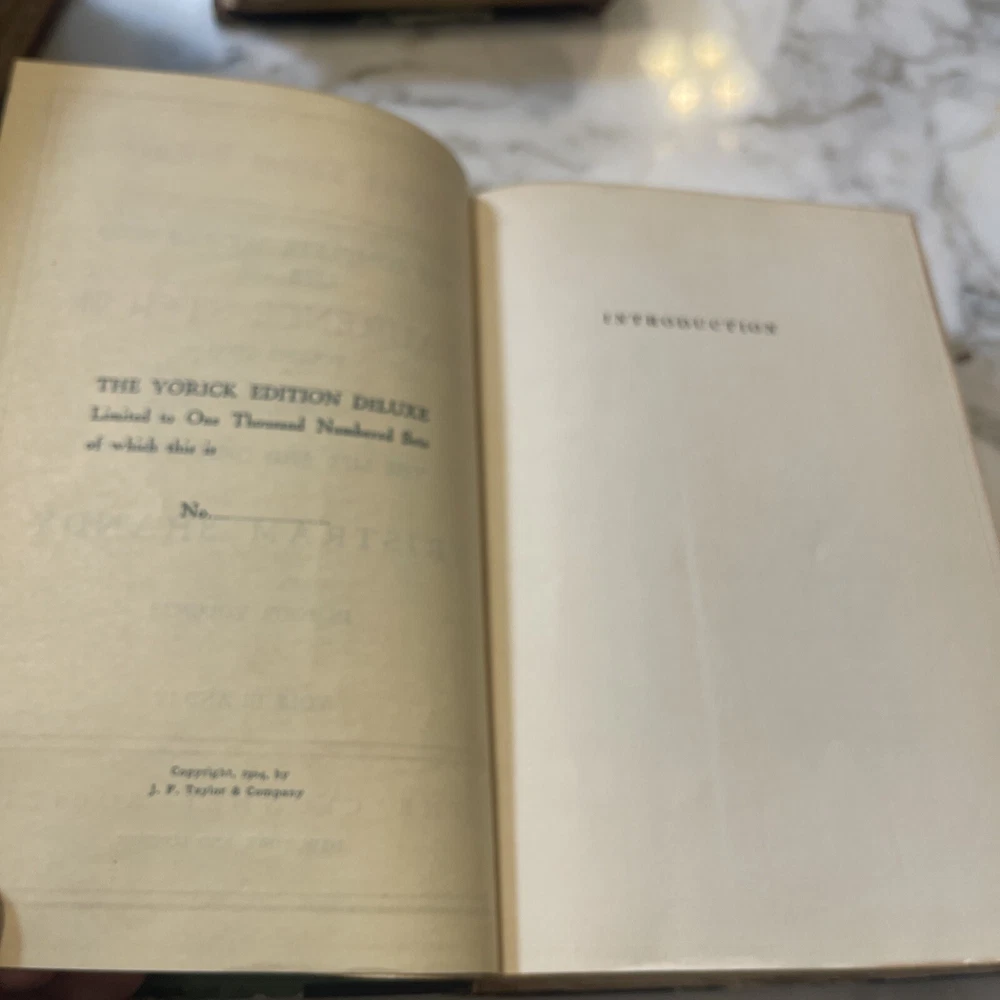 THE YORICK EDITION DELUXE
Limited to One Thousand Numbered Sets
of which this is
No.
Copyright, 1904, by
J. F. Taylor & Company
INTRODUCTION